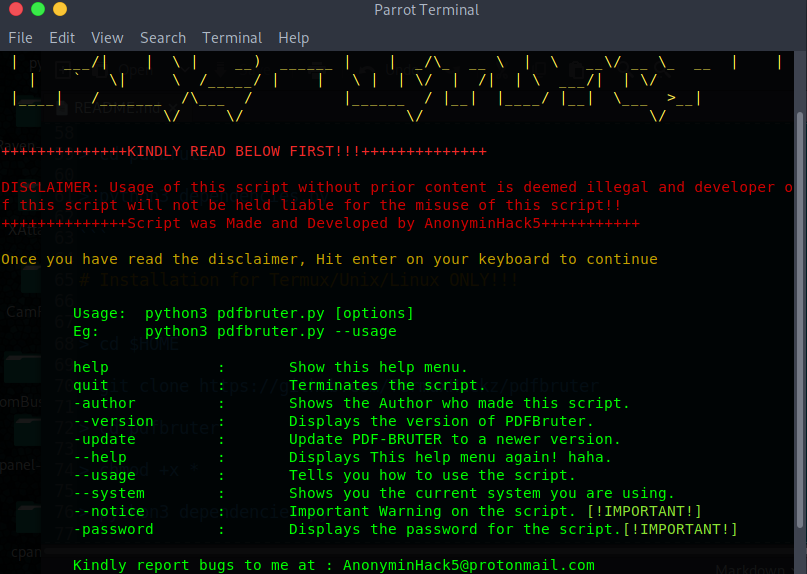 Parrot Terminal
File Edit View Search Terminal Help
++++++++++++++KINDLY READ BELOW FIRST!!!++++++++++++++
DISCLAIMER: Usage of this script without prior content is deemed illegal and developer o
f this script will not be held liable for the misuse of this script!!
++++++++++++++Script was Made and Developed by AnonyminHack5+++++++++++
Once you have read the disclaimer, Hit enter on your keyboard to continue
# Installation for Termux/Unix/Linux ONLY!!!
Usage: python3 pdfbruter.py [options]
Eg: python3 pdfbruter.py --usage
cd $HOME
help : Show this help menu.
quit : Terminates the script.
-author : Shows the Author who made this script.
--version : Displays the version of PDFBruter.
-update : Update PDF-BRUTER to a newer version.
--help : Displays This help menu again! haha.
--usage : Tells you how to use the script.
--system : Shows you the current system you are using.
--notice : Important Warning on the script. [!IMPORTANT!]
-password : Displays the password for the script.[!IMPORTANT!]
Kindly report bugs to me at : AnonyminHack5@protonmail.com
Markdown